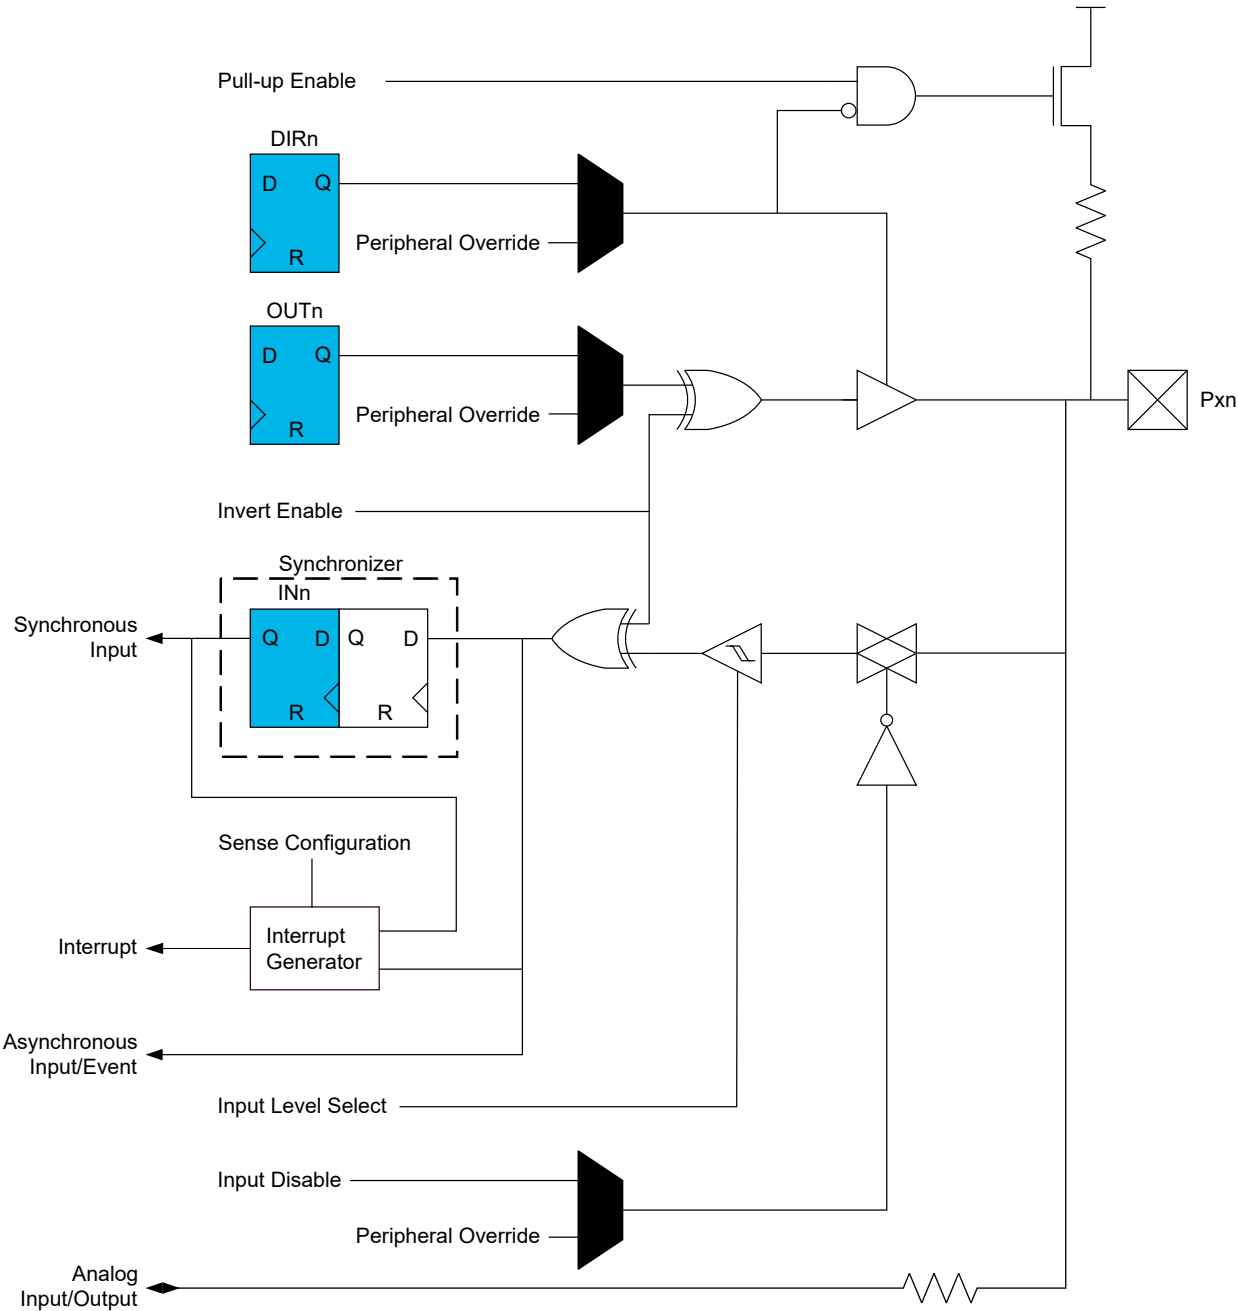 Pull-up Enable
DIRn
D Q
Peripheral Override
R
OUTn
D Q
Peripheral Override
R
Pxn
Invert Enable
Synchronizer
INn
Synchronous
Input
Q D Q D
R R
Sense Configuration
Interrupt
Interrupt
Generator
Asynchronous
Input/Event
Input Level Select
Input Disable
Peripheral Override
Analog
Input/Output